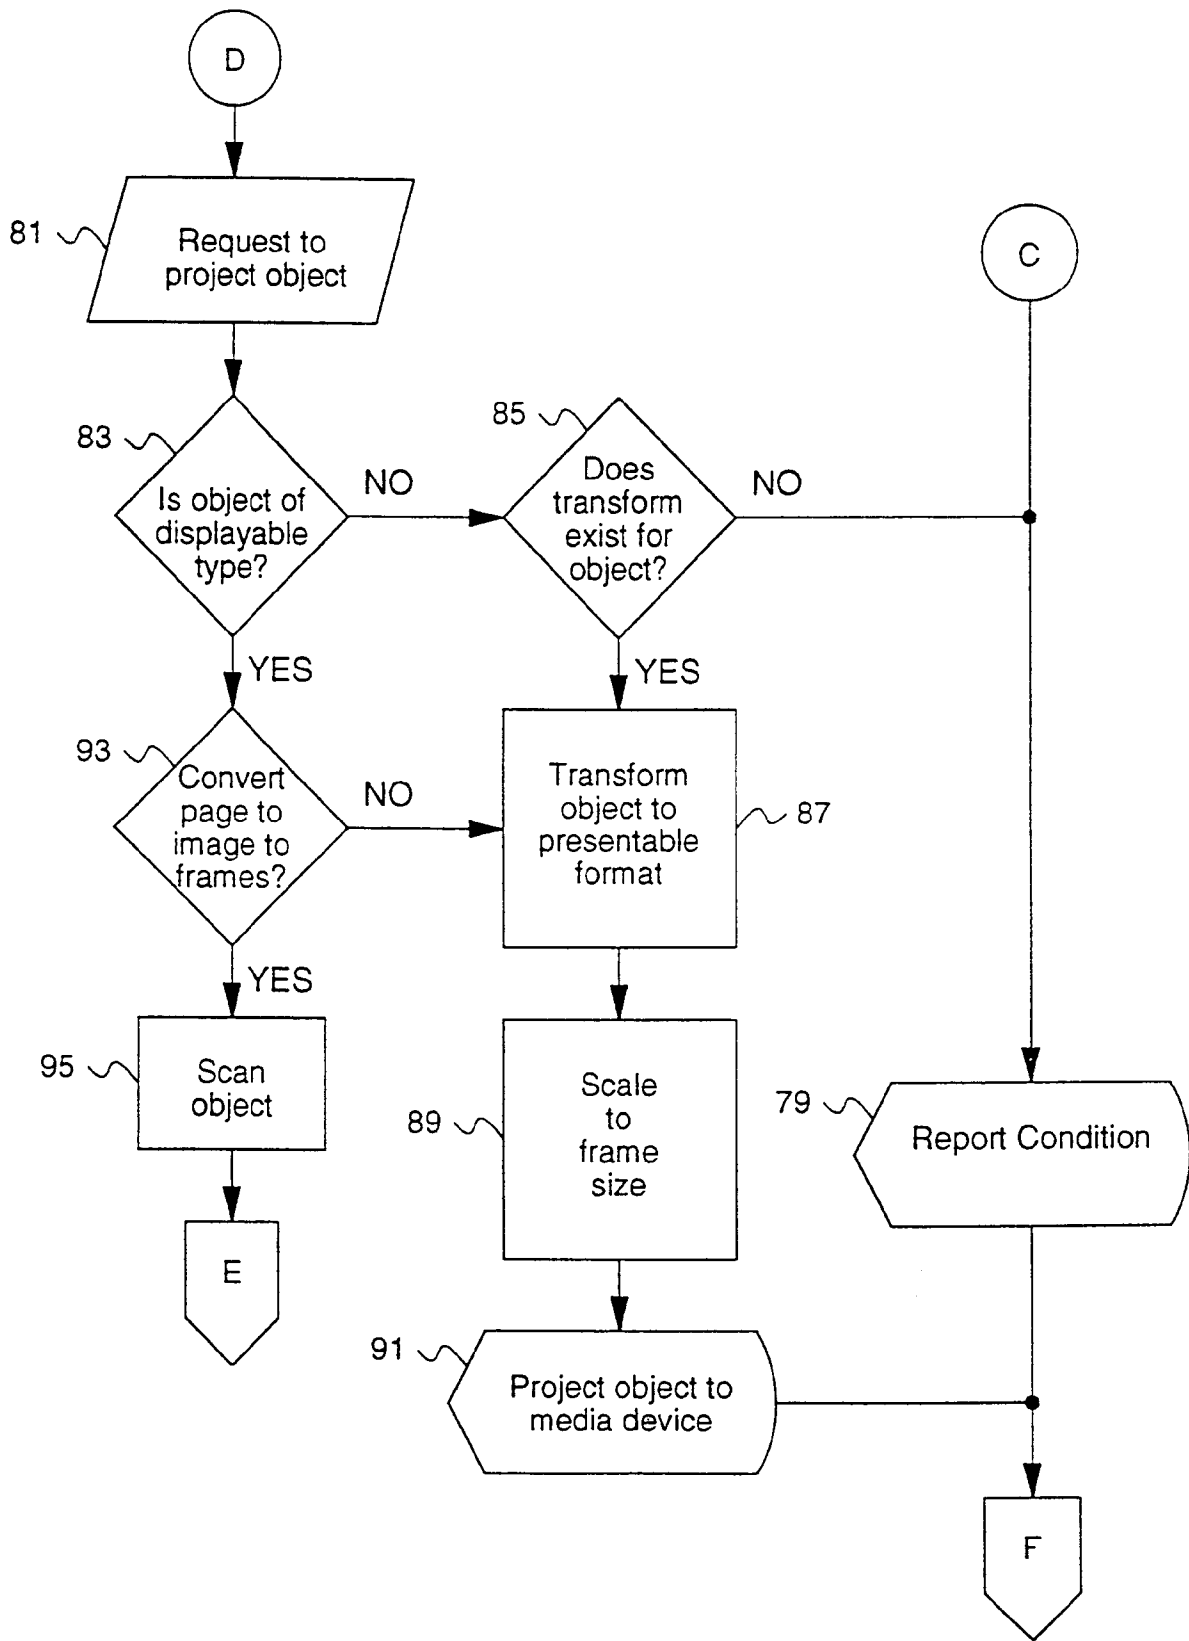 D
81
Request to
project object
C
83
Is object of
displayable
type?
NO
85
Does
transform
exist for
object?
NO
YES
YES
93
Convert
page to
image to
frames?
NO
Transform
object to
presentable
format
87
YES
95
Scan
object
89
Scale
to
frame
size
79
Report Condition
E
91
Project object to
media device
F